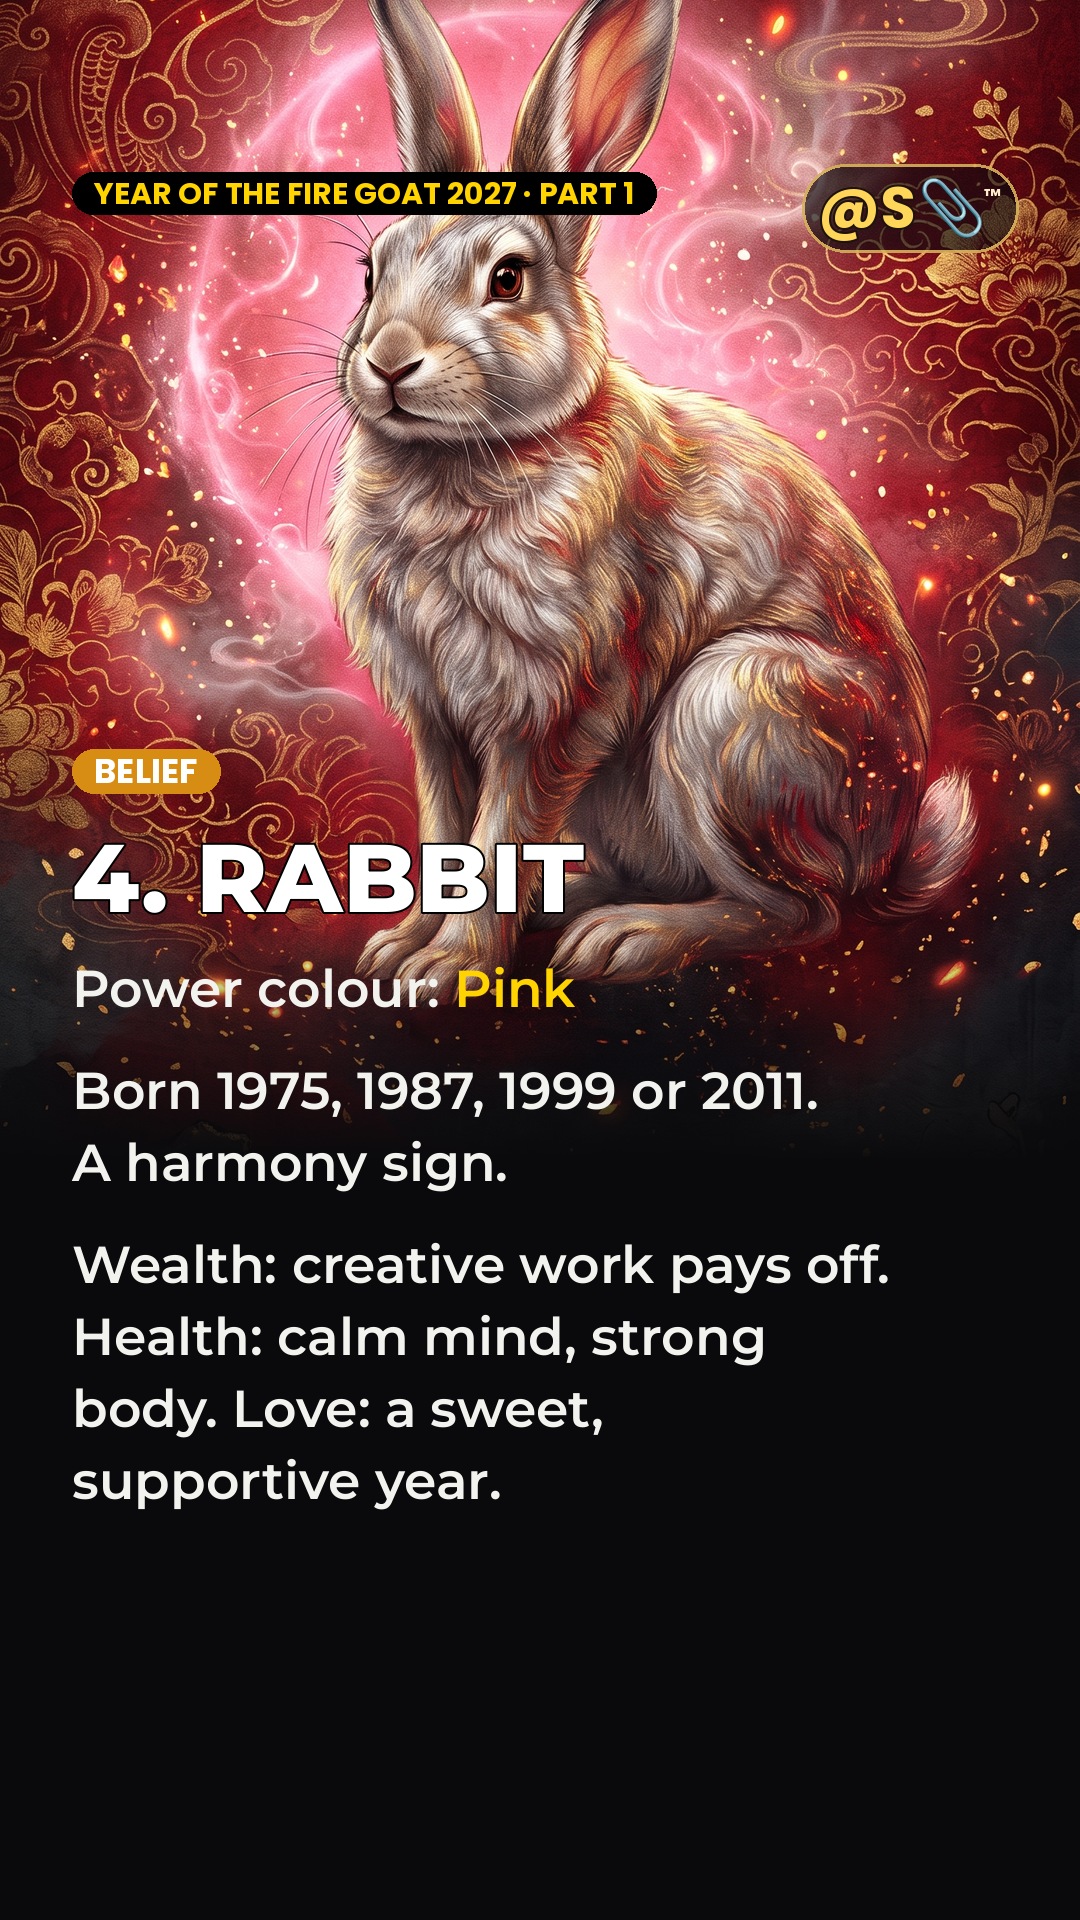 YEAR OF THE FIRE GOAT 2027 · PART 1
@S📎™
BELIEF
4. RABBIT
Power colour: Pink
Born 1975, 1987, 1999 or 2011.
A harmony sign.
Wealth: creative work pays off.
Health: calm mind, strong
body. Love: a sweet,
supportive year.